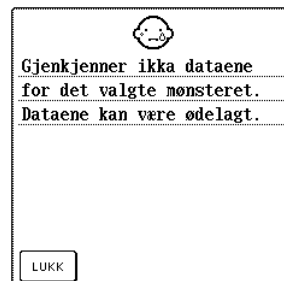 Gjenkjenner ikka dataene
for det valgte mønsteret.
Dataene kan være ødelagt.
LUKK